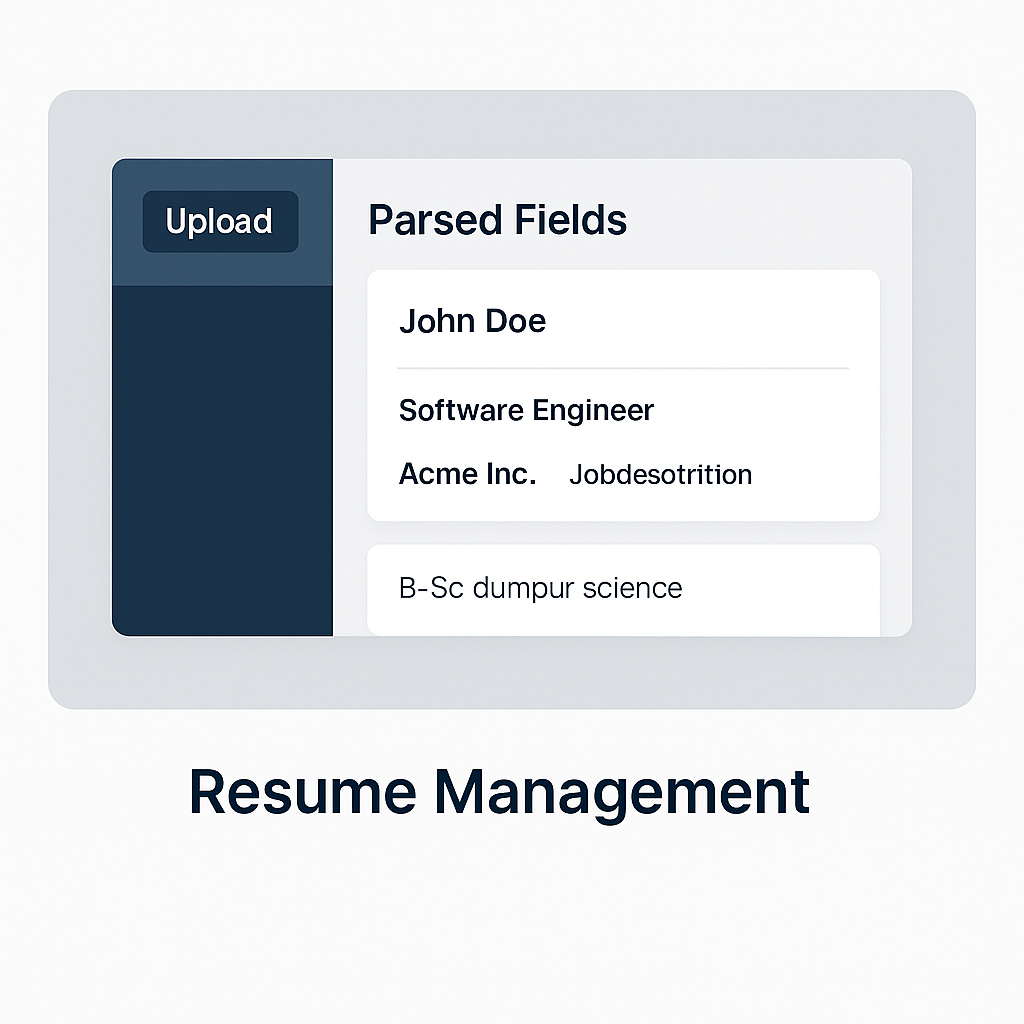 Upload
Parsed Fields
John Doe
Software Engineer
Acme Inc. Jobdesotrition
B-Sc dumpur science
Resume Management